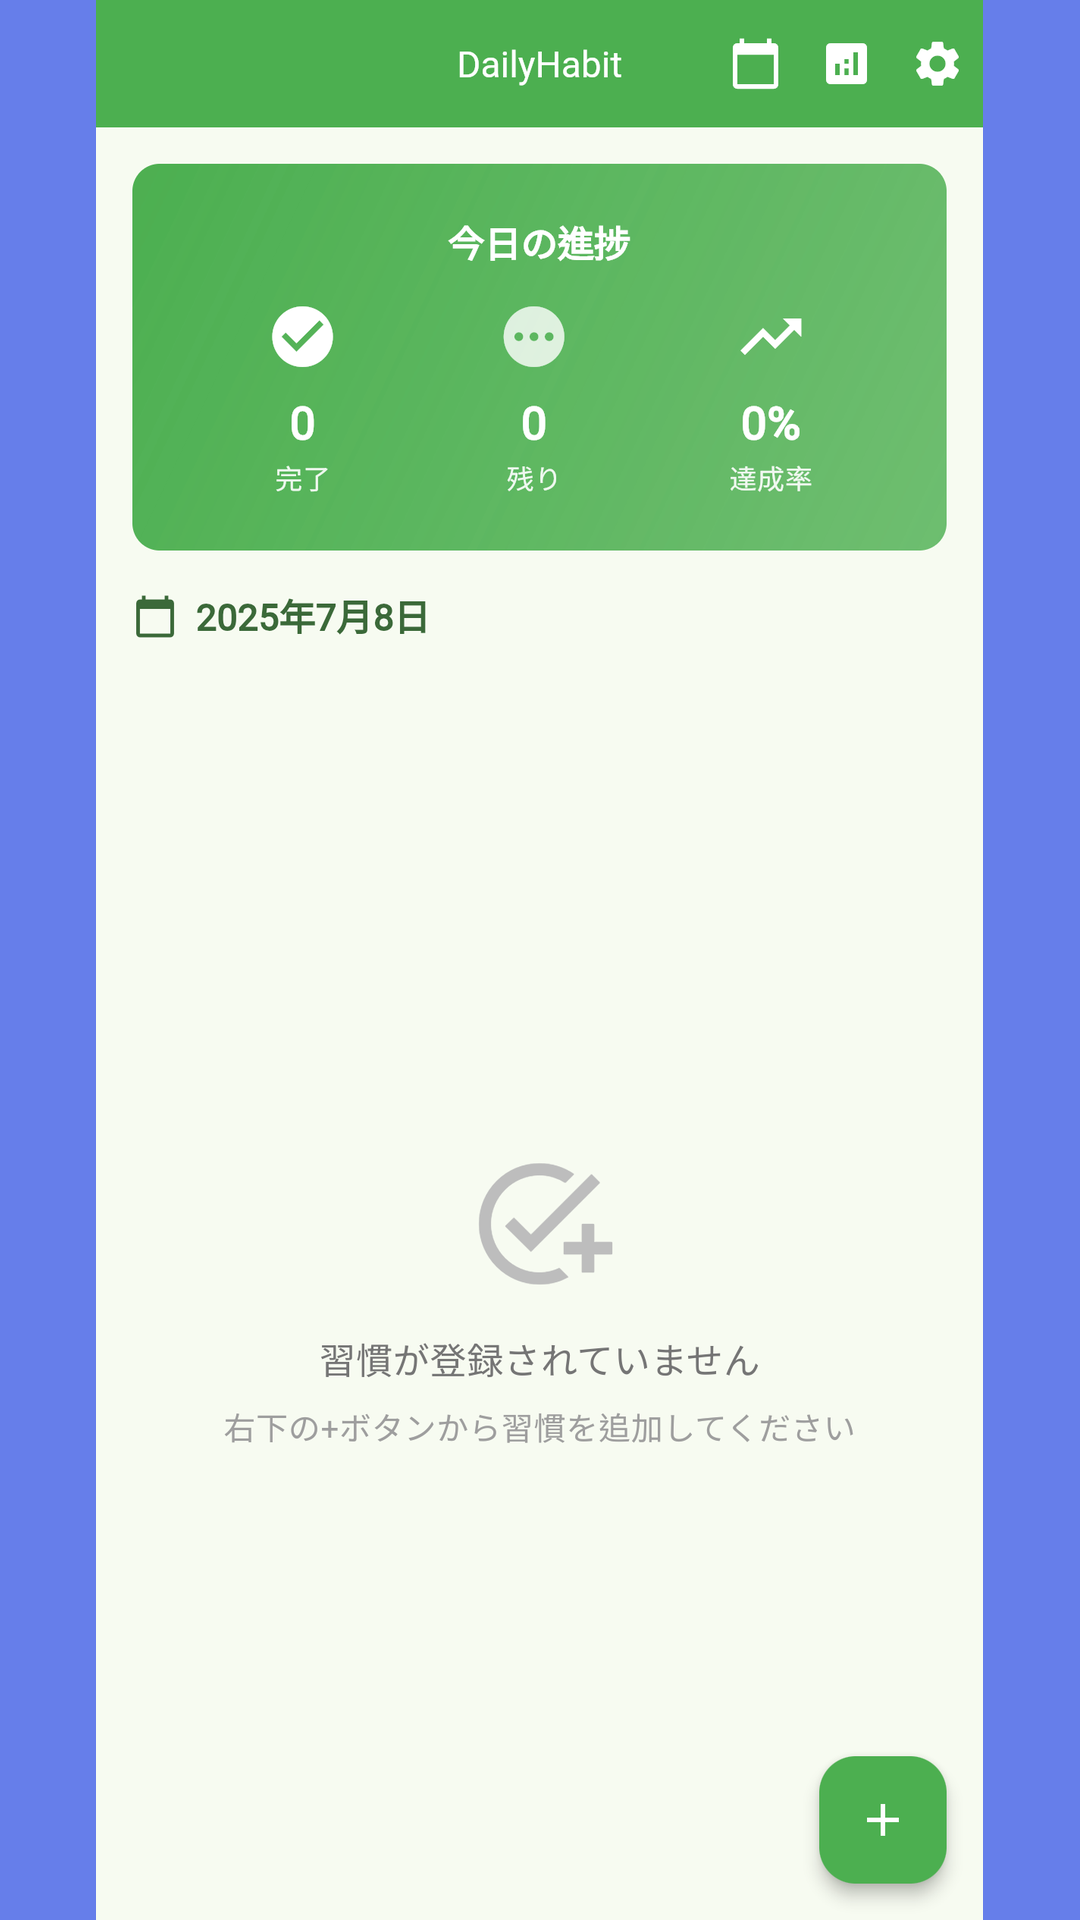 DailyHabit
今日の進捗
0 0 0%
完了 残り 達成率
2025年7月8日
習慣が登録されていません
右下の+ボタンから習慣を追加してください